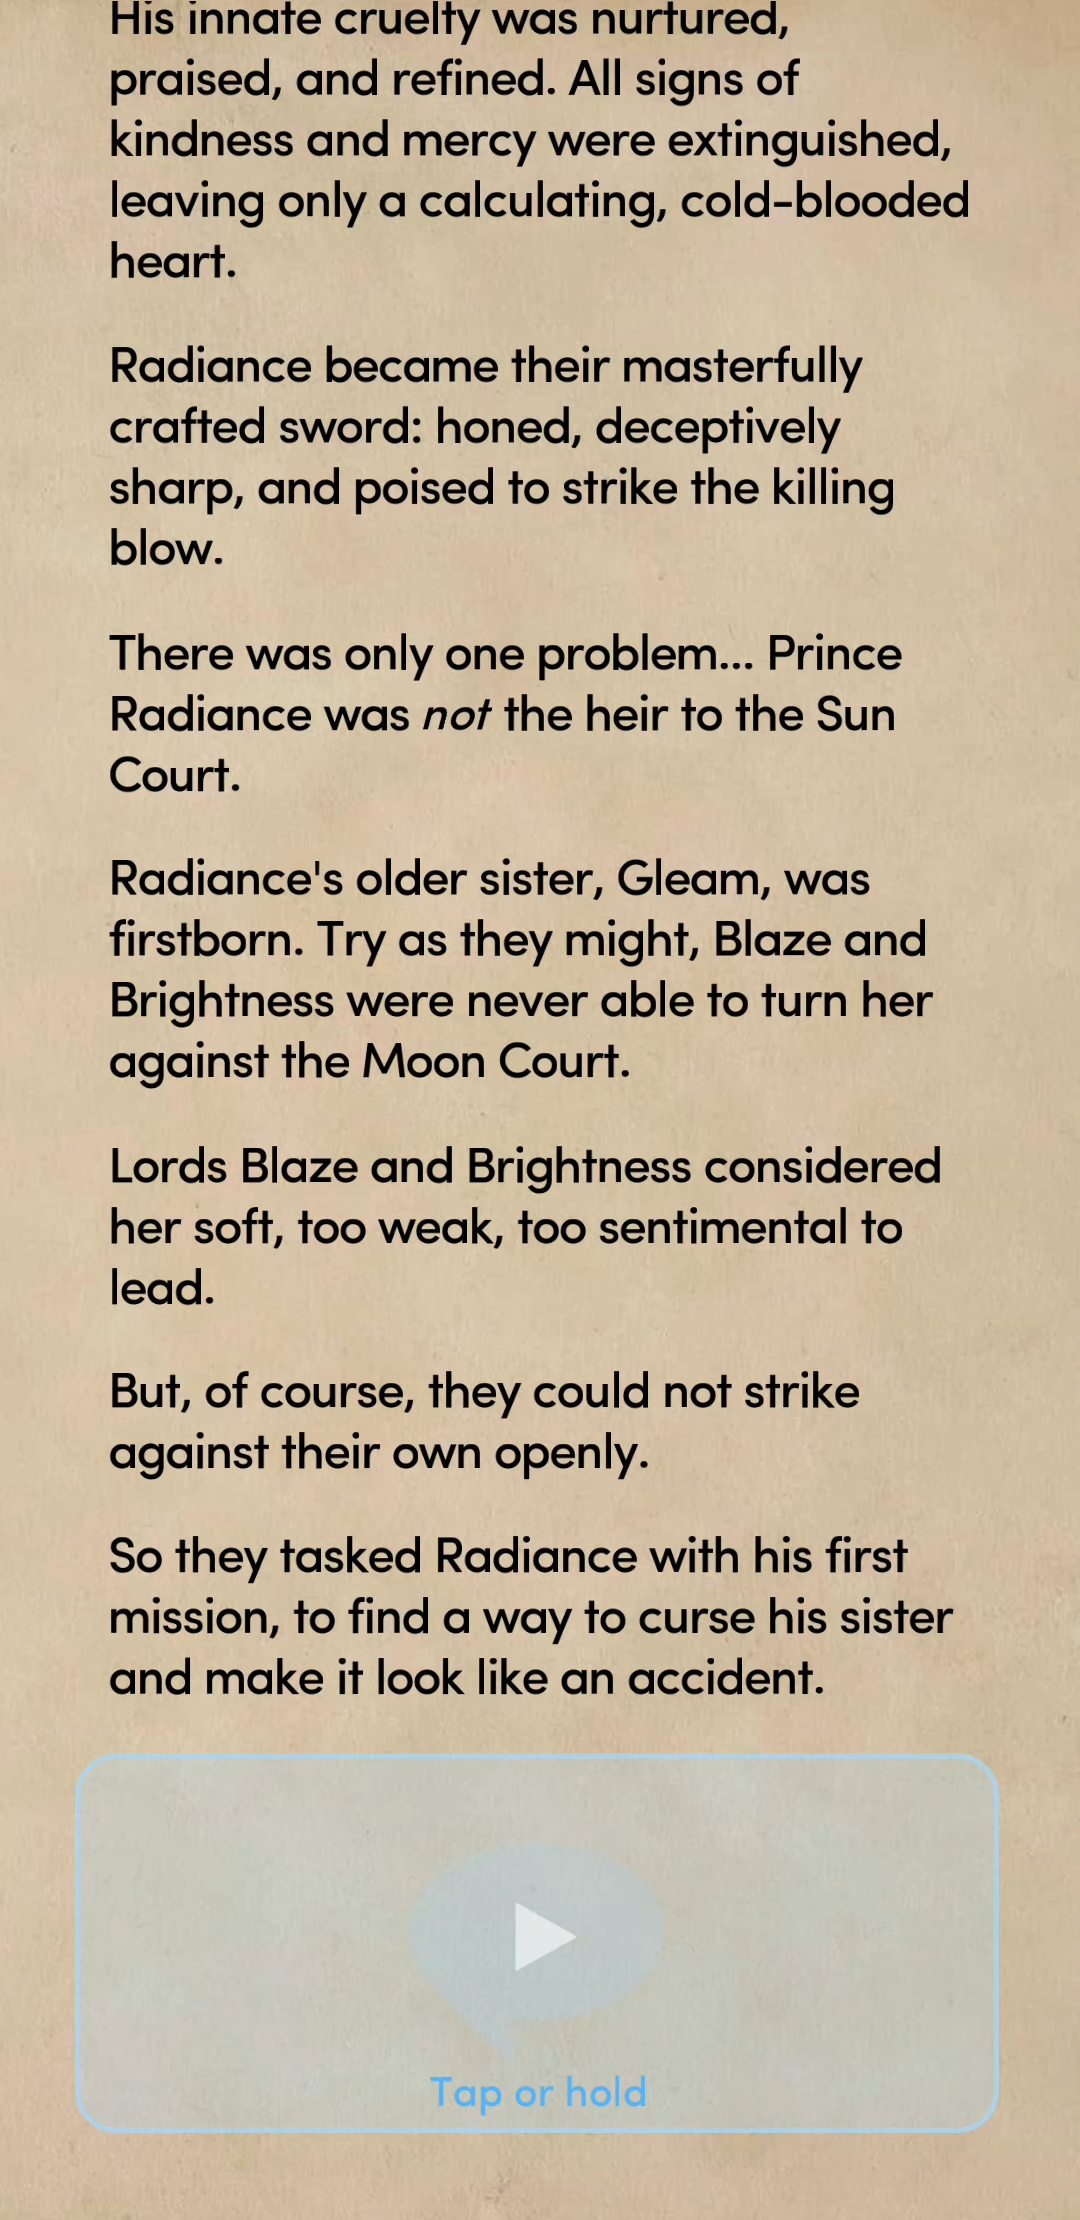 His innate cruelty was nurtured,
praised, and refined. All signs of
kindness and mercy were extinguished,
leaving only a calculating, cold-blooded
heart.
Radiance became their masterfully
crafted sword: honed, deceptively
sharp, and poised to strike the killing
blow.
There was only one problem... Prince
Radiance was not the heir to the Sun
Court.
Radiance's older sister, Gleam, was
firstborn. Try as they might, Blaze and
Brightness were never able to turn her
against the Moon Court.
Lords Blaze and Brightness considered
her soft, too weak, too sentimental to
lead.
But, of course, they could not strike
against their own openly.
So they tasked Radiance with his first
mission, to find a way to curse his sister
and make it look like an accident.
Tap or hold